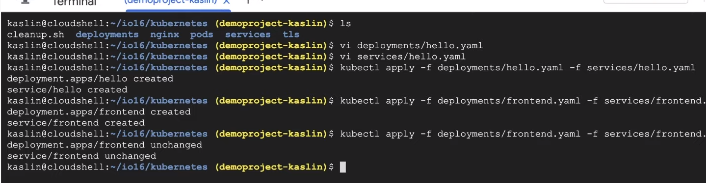 Terminal (demoproject-kaslin)
kaslin@cloudshell:~/io16/kubernetes (demoproject-kaslin)$ ls
cleanup.sh deployments nginx pods services tls
kaslin@cloudshell:~/io16/kubernetes (demoproject-kaslin)$ vi deployments/hello.yaml
kaslin@cloudshell:~/io16/kubernetes (demoproject-kaslin)$ vi services/hello.yaml
kaslin@cloudshell:~/io16/kubernetes (demoproject-kaslin)$ kubectl apply -f deployments/hello.yaml -f services/hello.yaml
deployment.apps/hello created
service/hello created
kaslin@cloudshell:~/io16/kubernetes (demoproject-kaslin)$ kubectl apply -f deployments/frontend.yaml -f services/frontend.
deployment.apps/frontend created
service/frontend created
kaslin@cloudshell:~/io16/kubernetes (demoproject-kaslin)$ kubectl apply -f deployments/frontend.yaml -f services/frontend.
deployment.apps/frontend unchanged
service/frontend unchanged
kaslin@cloudshell:~/io16/kubernetes (demoproject-kaslin)$